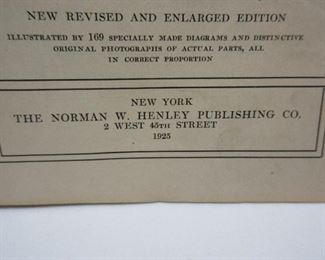 NEW REVISED AND ENLARGED EDITION
ILLUSTRATED BY 169 SPECIALLY MADE DIAGRAMS AND DISTINCTIVE
ORIGINAL PHOTOGRAPHS OF ACTUAL PARTS, ALL
IN CORRECT PROPORTION
NEW YORK
THE NORMAN W. HENLEY PUBLISHING CO.
2 WEST 45TH STREET
1925